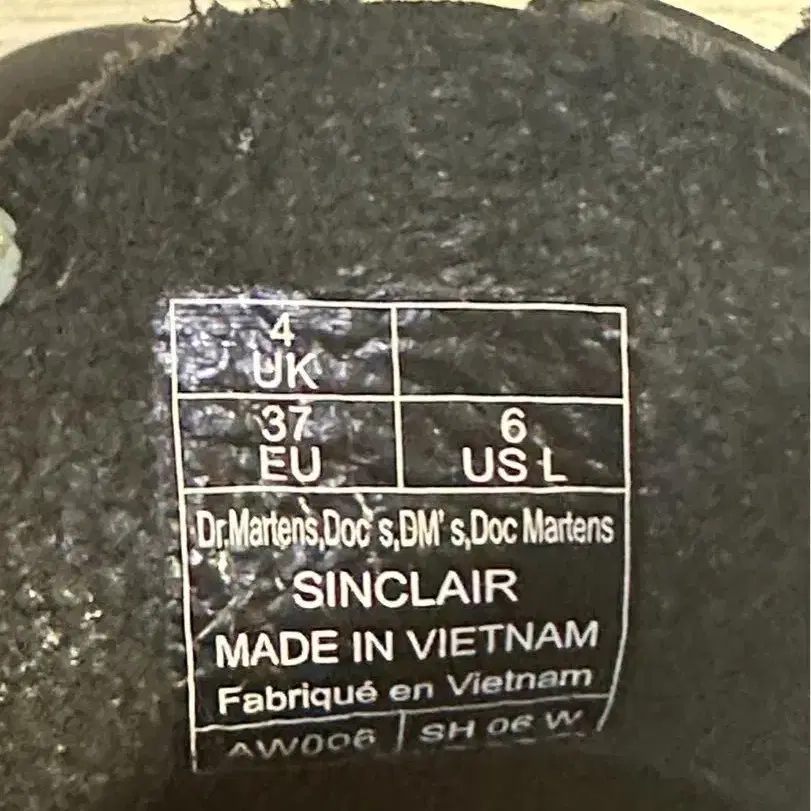 4
UK
37
EU
6
US L
Dr.Martens,Doc's,DM's,Doc Martens
SINCLAIR
MADE IN VIETNAM
Fabriqué en Vietnam
AW006
SH 06 W